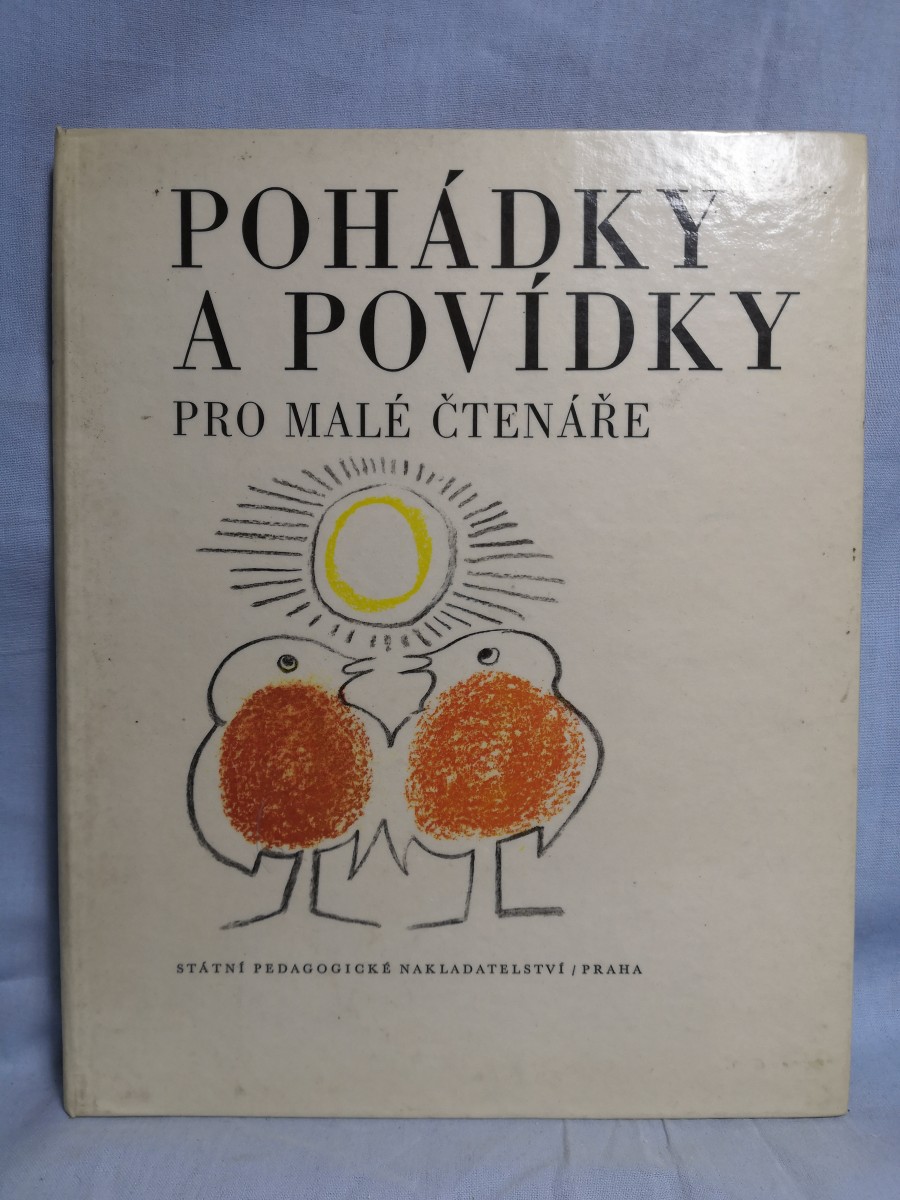 POHÁDKY
A POVÍDKY
PRO MALÉ ČTENÁŘE
STÁTNÍ PEDAGOGICKÉ NAKLADATELSTVÍ / PRAHA